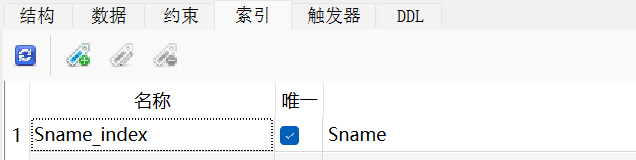 结构 数据 约束 索引 触发器 DDL
名称 唯一
1 Sname_index Sname